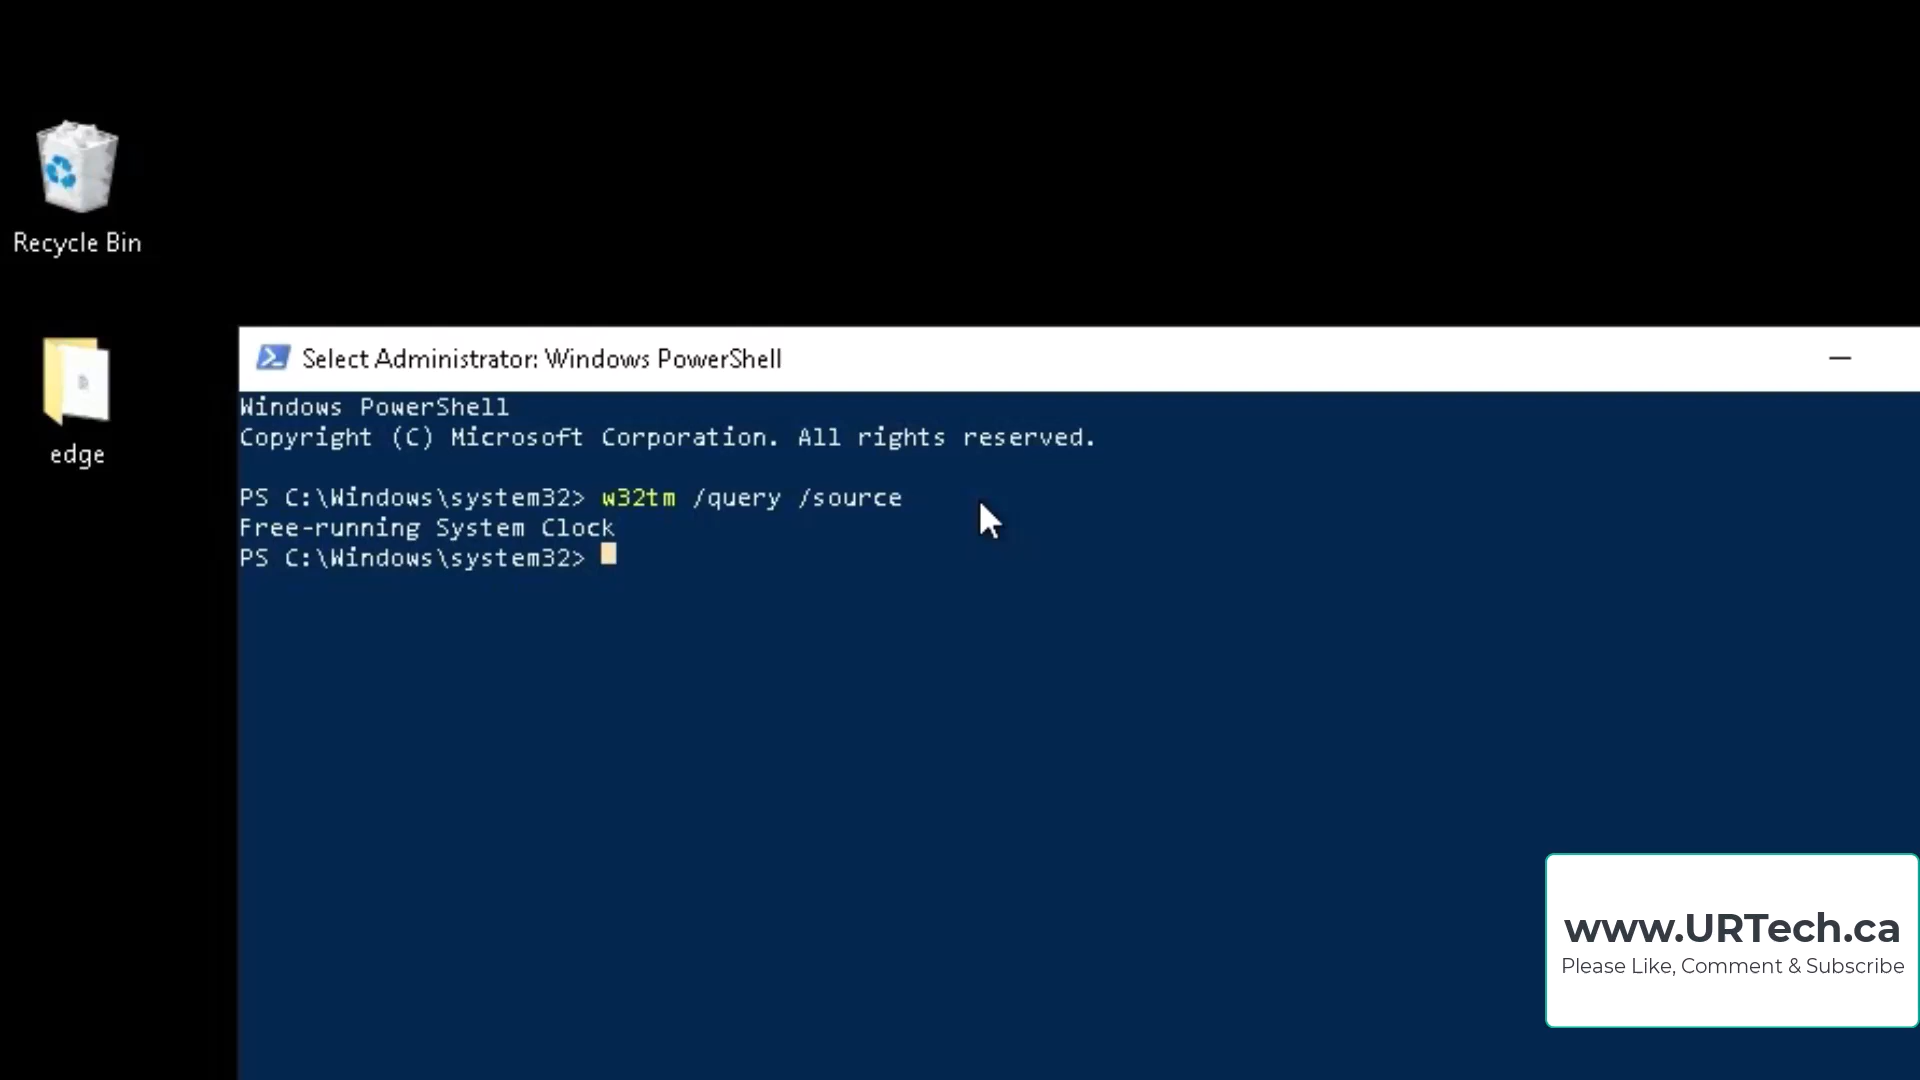 Recycle Bin
edge
Select Administrator: Windows PowerShell
Windows PowerShell
Copyright (C) Microsoft Corporation. All rights reserved.
PS C:\Windows\system32> w32tm /query /source
Free-running System Clock
PS C:\Windows\system32>
www.URTech.ca
Please Like, Comment & Subscribe